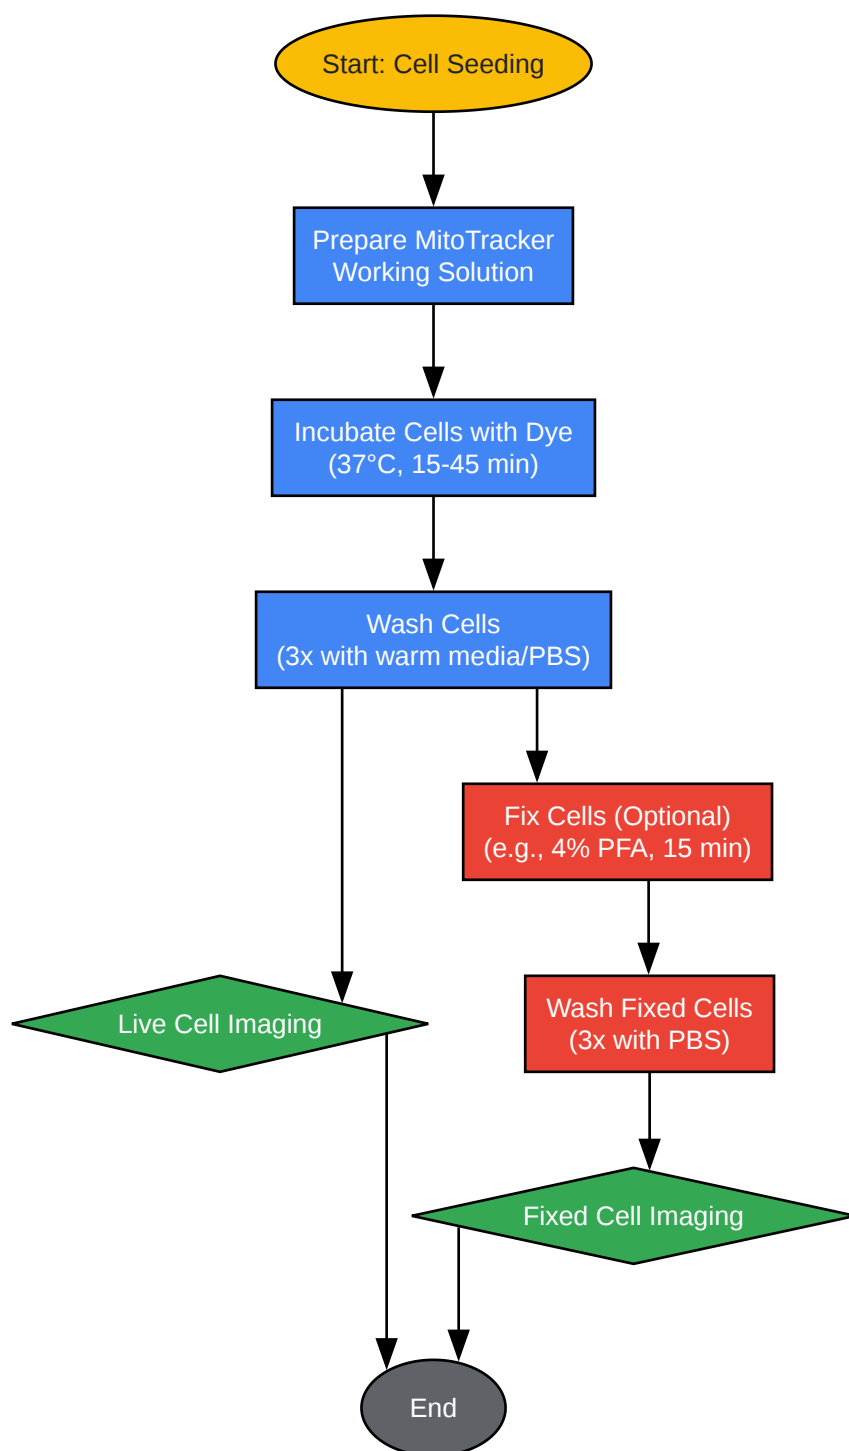 Start: Cell Seeding
Prepare MitoTracker
Working Solution
Incubate Cells with Dye
(37°C, 15-45 min)
Wash Cells
(3x with warm media/PBS)
Fix Cells (Optional)
(e.g., 4% PFA, 15 min)
Live Cell Imaging
Wash Fixed Cells
(3x with PBS)
Fixed Cell Imaging
End